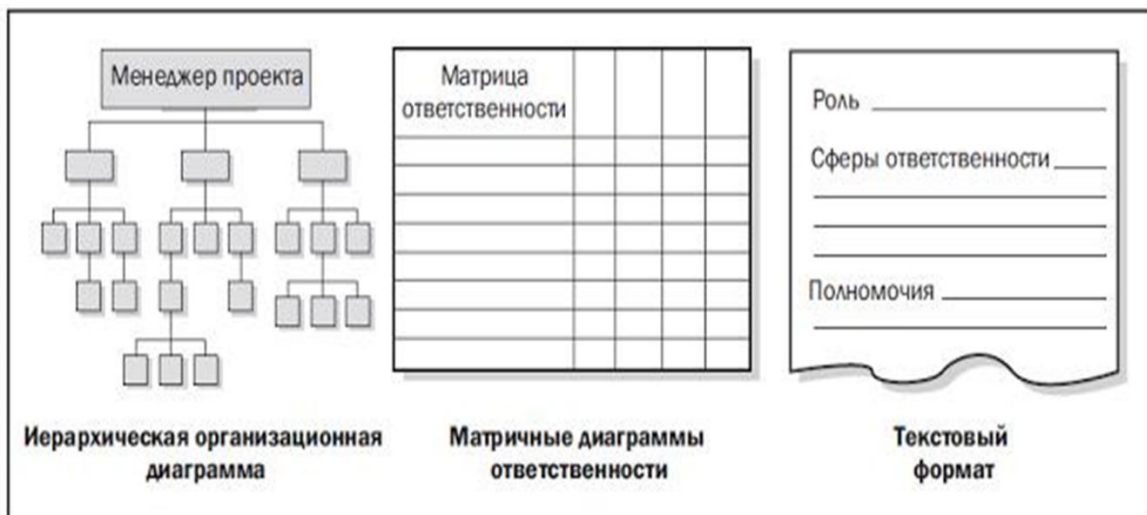 Менеджер проекта
Матрица
ответственности
Роль
Сферы ответственности
Полномочия
Иерархическая организационная
диаграмма
Матричные диаграммы
ответственности
Текстовый
формат